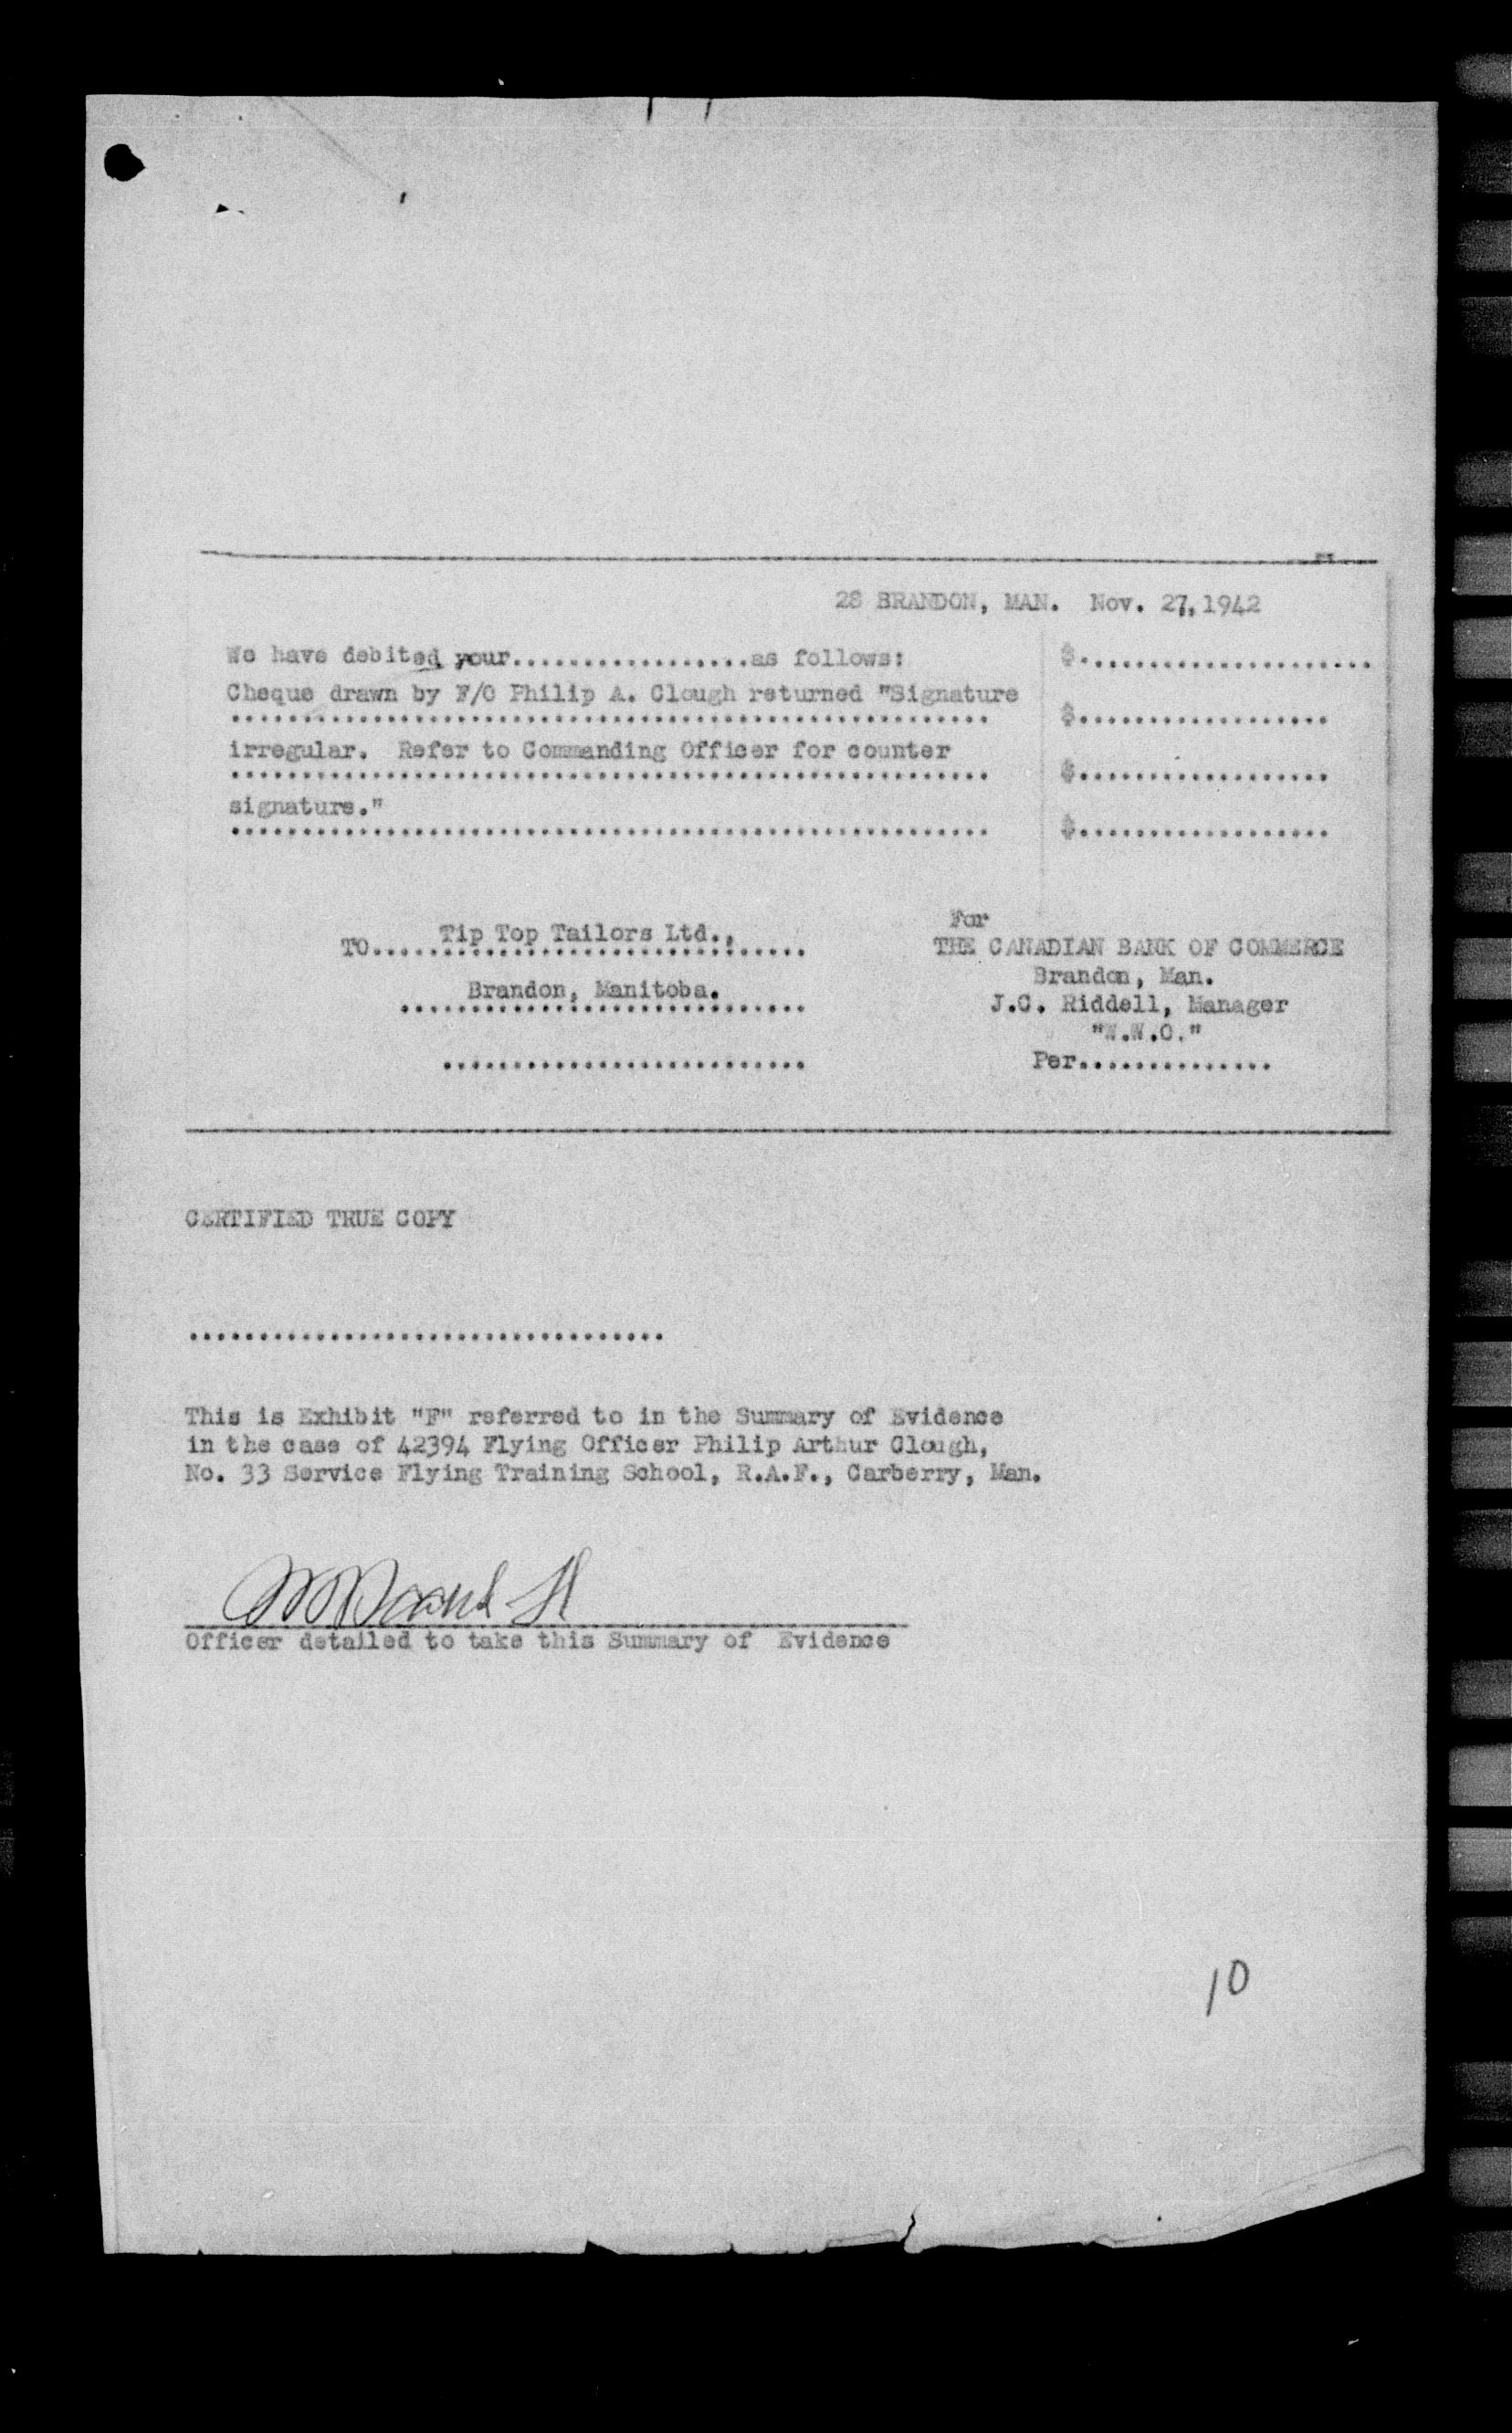 28 BRANDON, MAN. Nov. 27, 1942
We have debited your.................as follows: $.....................
Cheque drawn by F/O Philip A. Clough returned "Signature
...................................................... $..................
irregular. Refer to Commanding Officer for counter
...................................................... $..................
signature."
...................................................... $..................
For
TO.....Tip Top Tailors Ltd.,..... THE CANADIAN BANK OF COMMERCE
Brandon, Man.
Brandon, Manitoba.
J.C. Riddell, Manager
Per..............
CERTIFIED TRUE COPY
..................................
This is Exhibit "F" referred to in the Summary of Evidence
in the case of 42394 Flying Officer Philip Arthur Clough,
No. 33 Service Flying Training School, R.A.F., Carberry, Man.
Officer detailed to take this Summary of Evidence
10